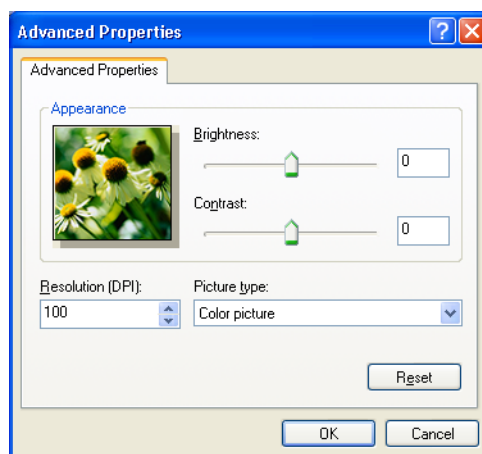 Advanced Properties
Advanced Properties
Appearance
Brightness:
0
Contrast:
0
Resolution (DPI): Picture type:
100 Color picture
Reset
OK Cancel